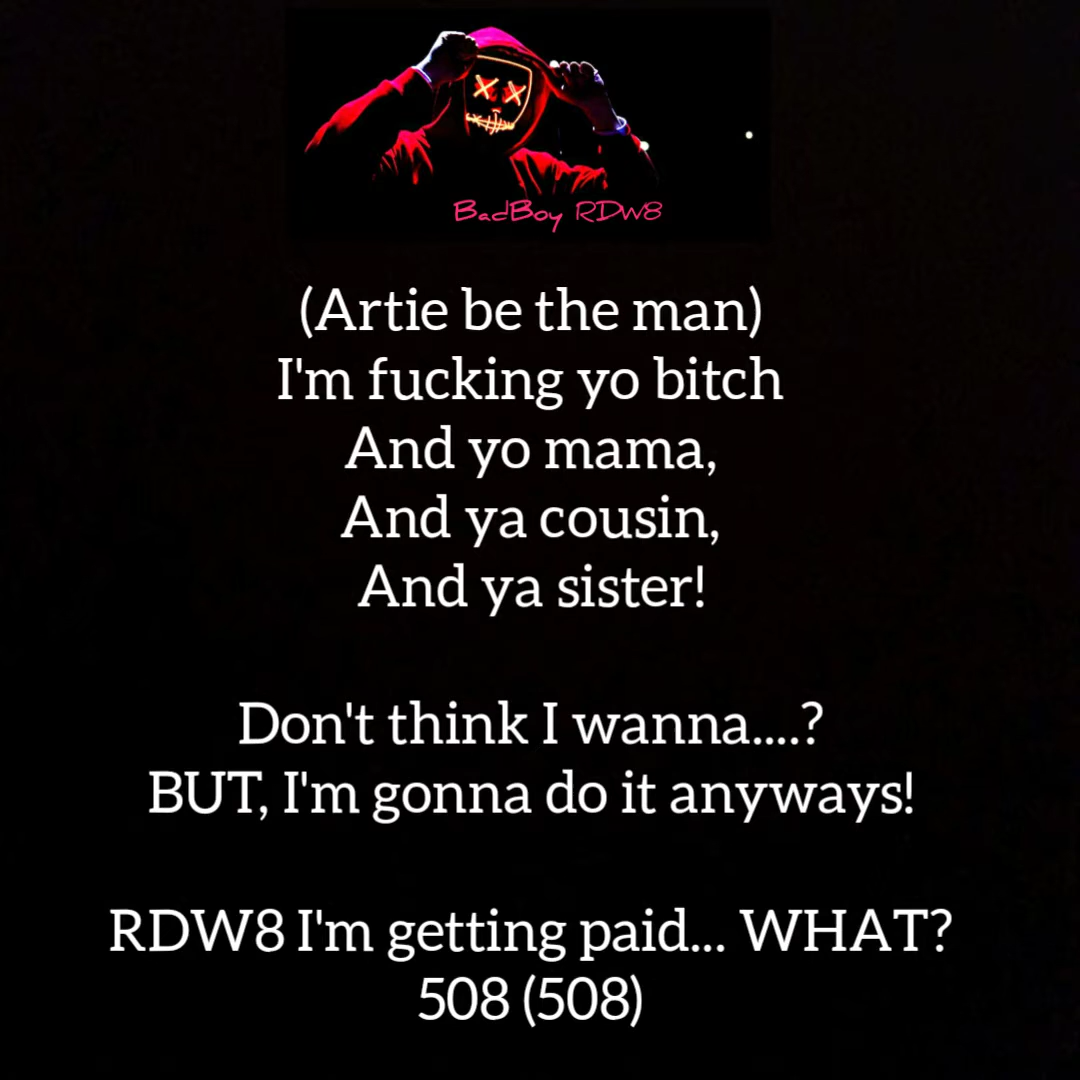 BadBoy RDW8
(Artie be the man)
I'm fucking yo bitch
And yo mama,
And ya cousin,
And ya sister!
Don't think I wanna....?
BUT, I'm gonna do it anyways!
RDW8 I'm getting paid... WHAT?
508 (508)